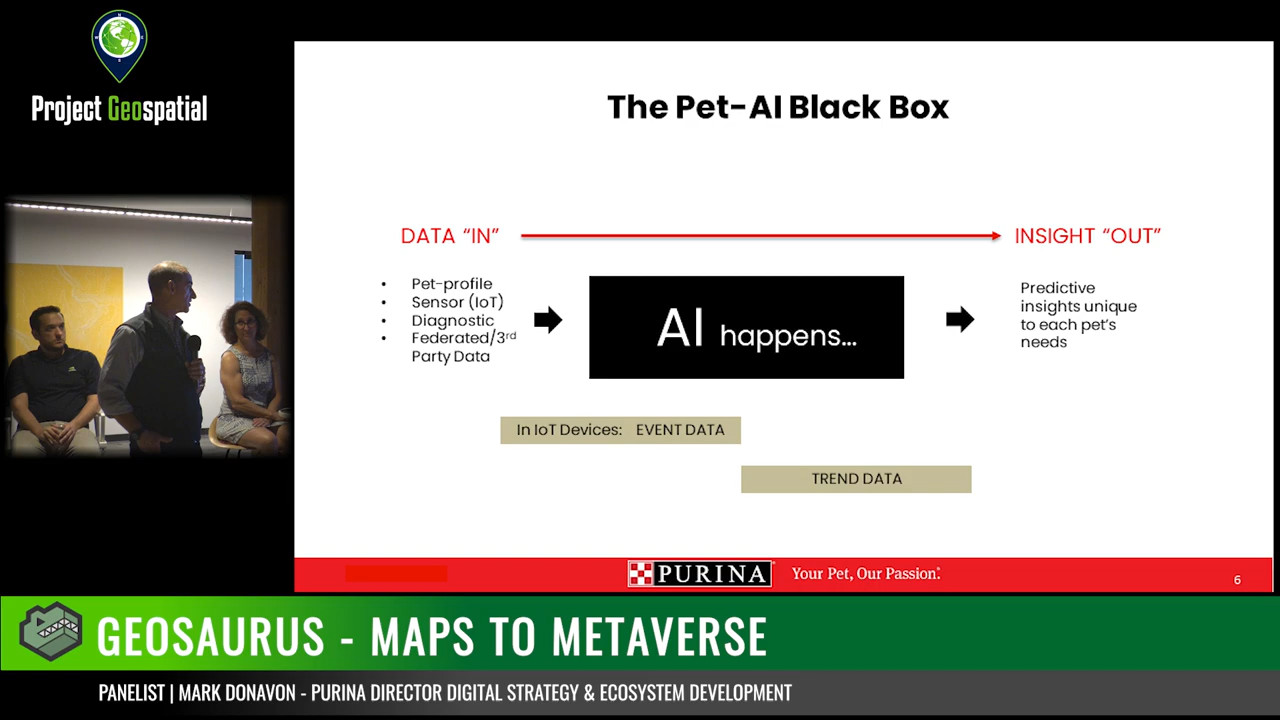 Project Geospatial
The Pet-AI Black Box
DATA “IN”
INSIGHT “OUT”
• Pet-profile
• Sensor (IoT)
• Diagnostic
• Federated/3rd
Party Data
AI happens...
Predictive
insights unique
to each pet's
needs
In IoT Devices: EVENT DATA
TREND DATA
PURINA Your Pet, Our Passion.
6
GEOSAURUS - MAPS TO METAVERSE
PANELIST | MARK DONAVON - PURINA DIRECTOR DIGITAL STRATEGY & ECOSYSTEM DEVELOPMENT